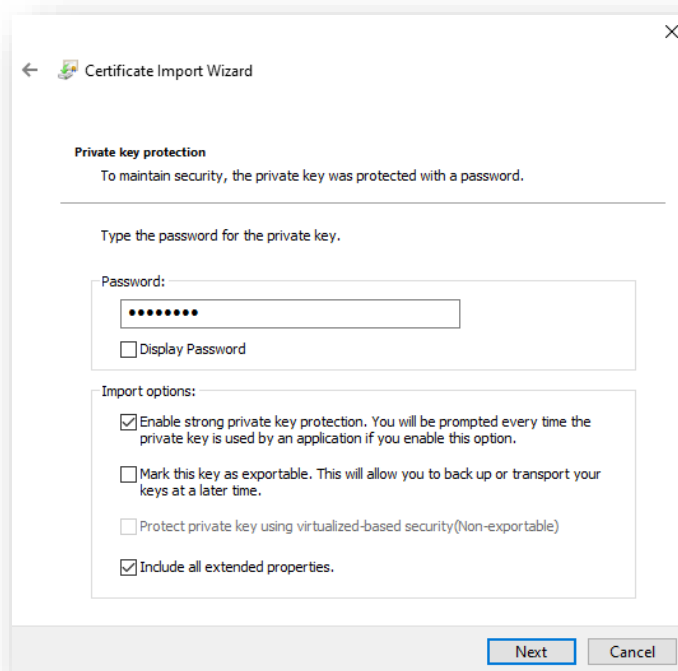 Certificate Import Wizard
Private key protection
To maintain security, the private key was protected with a password.
Type the password for the private key.
Password:
••••••••
Display Password
Import options:
Enable strong private key protection. You will be prompted every time the
private key is used by an application if you enable this option.
Mark this key as exportable. This will allow you to back up or transport your
keys at a later time.
Protect private key using virtualized-based security(Non-exportable)
Include all extended properties.
Next
Cancel